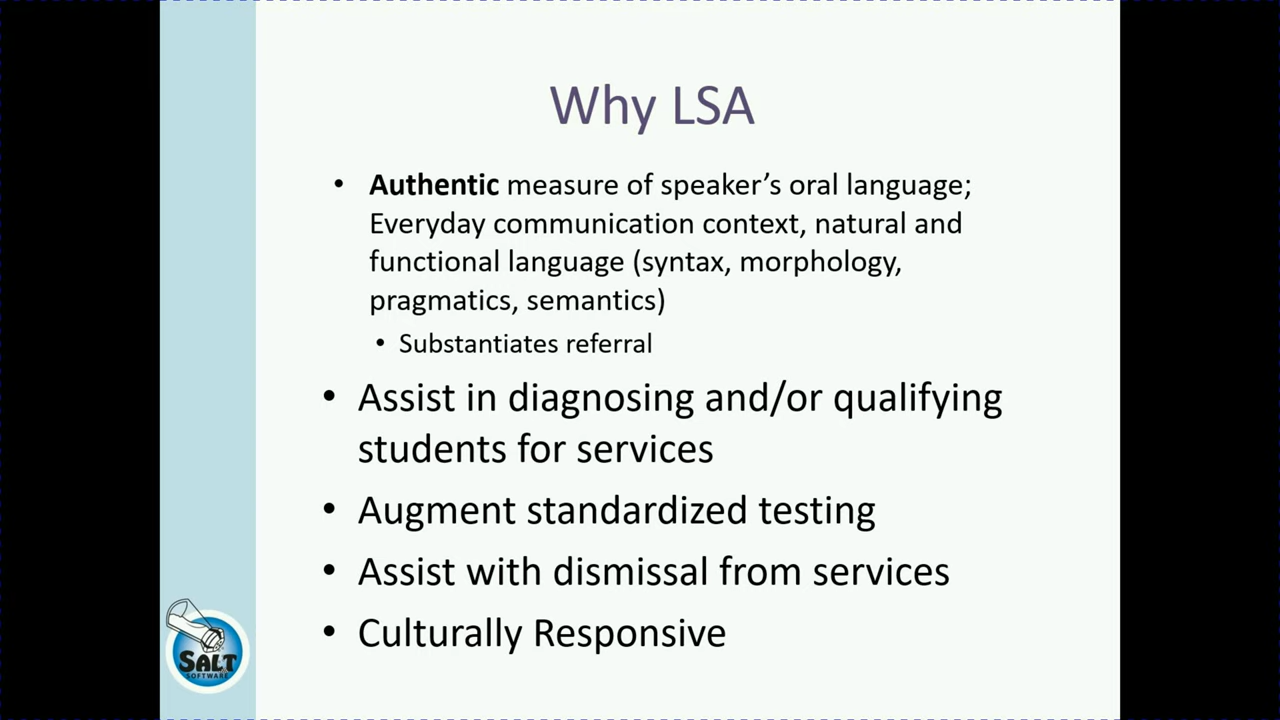 Why LSA
• Authentic measure of speaker’s oral language;
Everyday communication context, natural and
functional language (syntax, morphology,
pragmatics, semantics)
• Substantiates referral
• Assist in diagnosing and/or qualifying
students for services
• Augment standardized testing
• Assist with dismissal from services
• Culturally Responsive
SALT
SOFTWARE